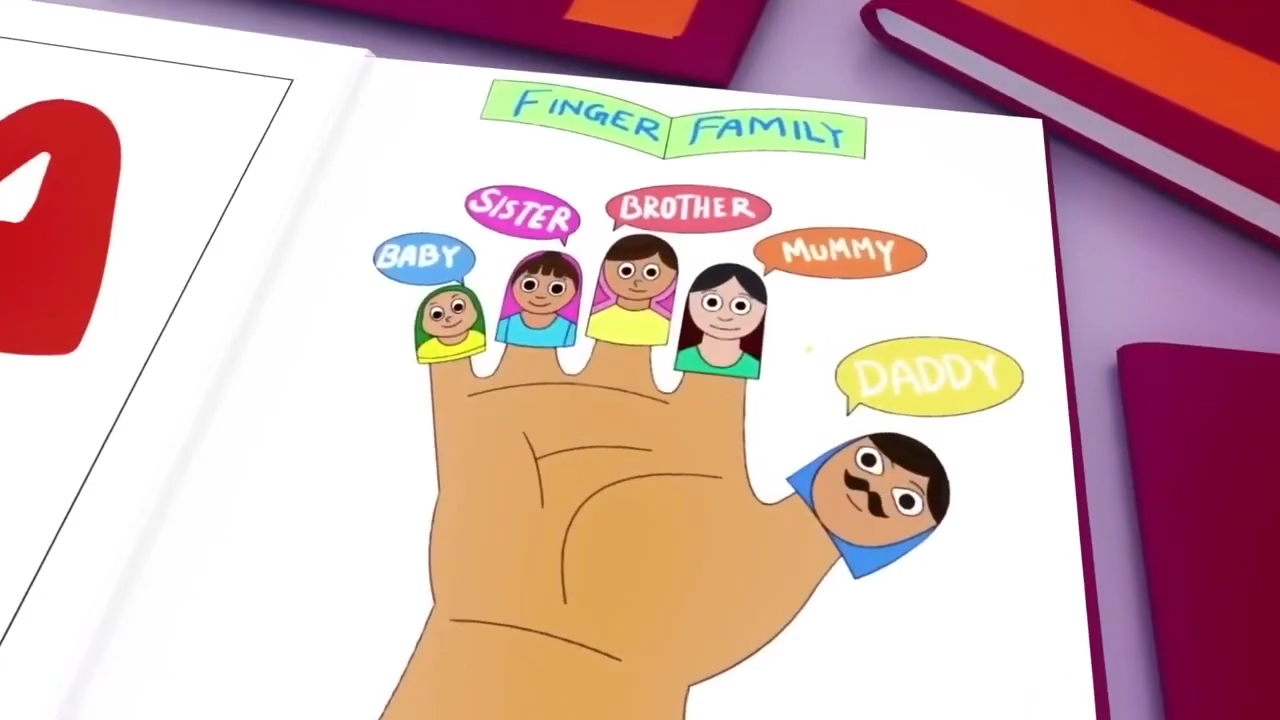 FINGER FAMILY
BABY
SISTER
BROTHER
MUMMY
DADDY